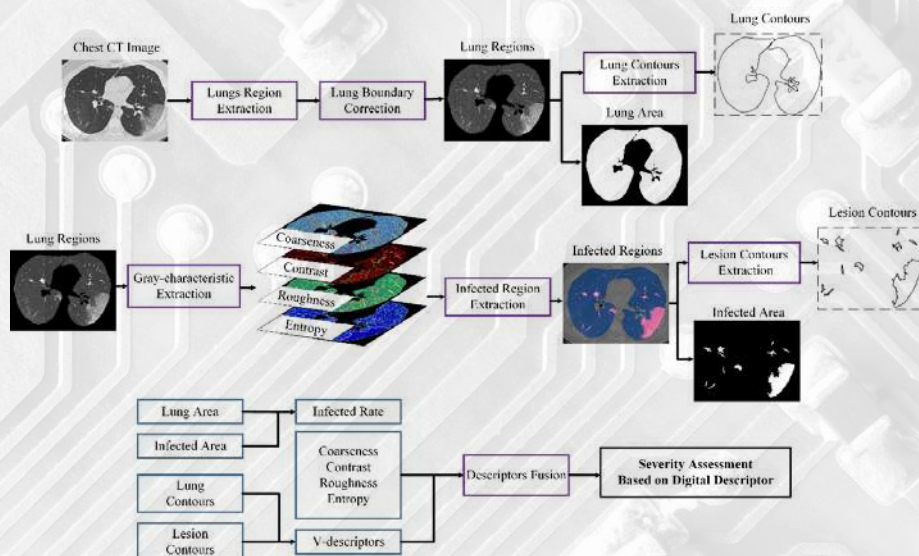 Chest CT Image
Lungs Region
Extraction
Lung Boundary
Correction
Lung Regions
Lung Contours
Extraction
Lung Contours
Lung Area
Lung Regions
Gray-characteristic
Extraction
Coarseness
Contrast
Roughness
Entropy
Infected Region
Extraction
Infected Regions
Lesion Contours
Extraction
Lesion Contours
Infected Area
Lung Area
Infected Area
Lung
Contours
Lesion
Contours
Infected Rate
Coarseness
Contrast
Roughness
Entropy
V-descriptors
Descriptors Fusion
Severity Assessment
Based on Digital Descriptor